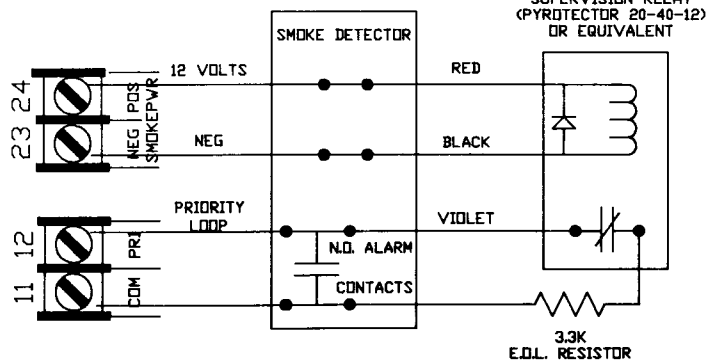 SUPERVISION RELAY
(PYROTECTOR 20-40-12)
OR EQUIVALENT
SMOKE DETECTOR
24
POS
12 VOLTS
RED
23
NEG
SMOKEPWR
NEG
BLACK
PRIORITY
LOOP
VIOLET
12
PRI
N.O. ALARM
11
COM
CONTACTS
3.3K
E.O.L. RESISTOR